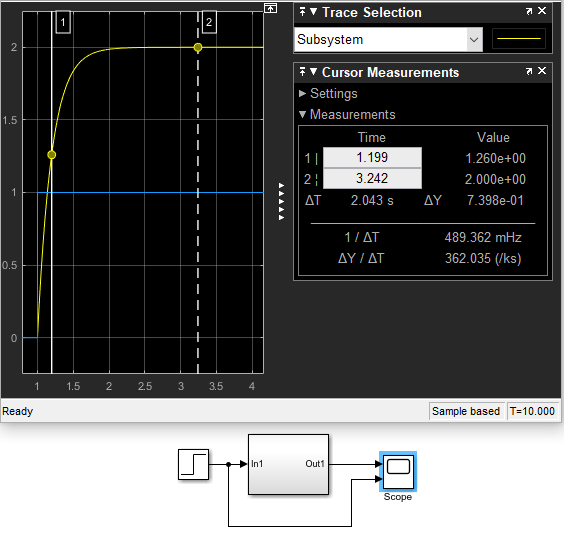 Trace Selection
Subsystem
Cursor Measurements
Settings
Measurements
Time Value
1 | 1.199 1.260e+00
2 ¦ 3.242 2.000e+00
ΔT 2.043 s ΔY 7.398e-01
1 / ΔT 489.362 mHz
ΔY / ΔT 362.035 (/ks)
1 2
2
1.5
1
0.5
0
1 1.5 2 2.5 3 3.5 4
Ready Sample based T=10.000
In1 Out1
Scope